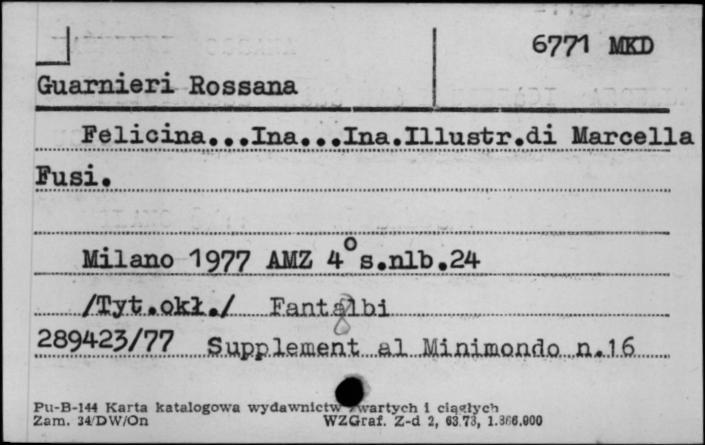 6771 MKD
Guarnieri Rossana
Felicina...Ina...Ina.Illustr.di Marcella
Fusi.
Milano 1977 AMZ 4° s.nlb.24
/Tyt.okł./ Fantalbi
289423/77 Supplement al Minimondo n.16
Pu-B-144 Karta katalogowa wydawnictw zwartych i ciągłych
Zam. 34/DW/On WZGraf. Z-d 2, 63.73, 1.866.000